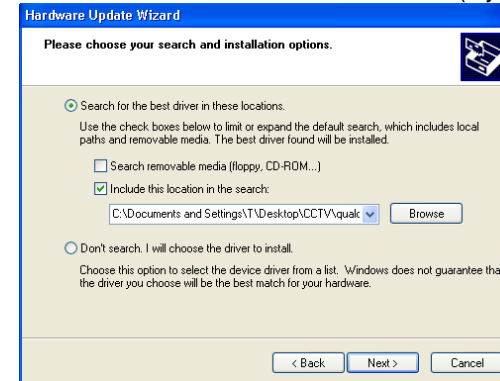 Hardware Update Wizard
Please choose your search and installation options.
Search for the best driver in these locations.
Use the check boxes below to limit or expand the default search, which includes local
paths and removable media. The best driver found will be installed.
Search removable media (floppy, CD-ROM...)
Include this location in the search:
C:\Documents and Settings\T\Desktop\CCTV\qualc
Browse
Don't search. I will choose the driver to install.
Choose this option to select the device driver from a list. Windows does not guarantee tha
the driver you choose will be the best match for your hardware.
< Back Next > Cancel